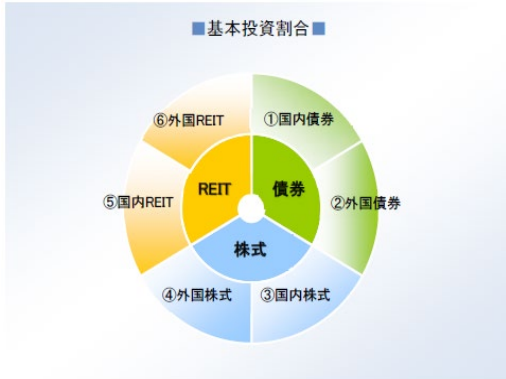 ■基本投資割合■
⑥外国REIT
①国内債券
REIT
債券
⑤国内REIT
②外国債券
株式
④外国株式
③国内株式